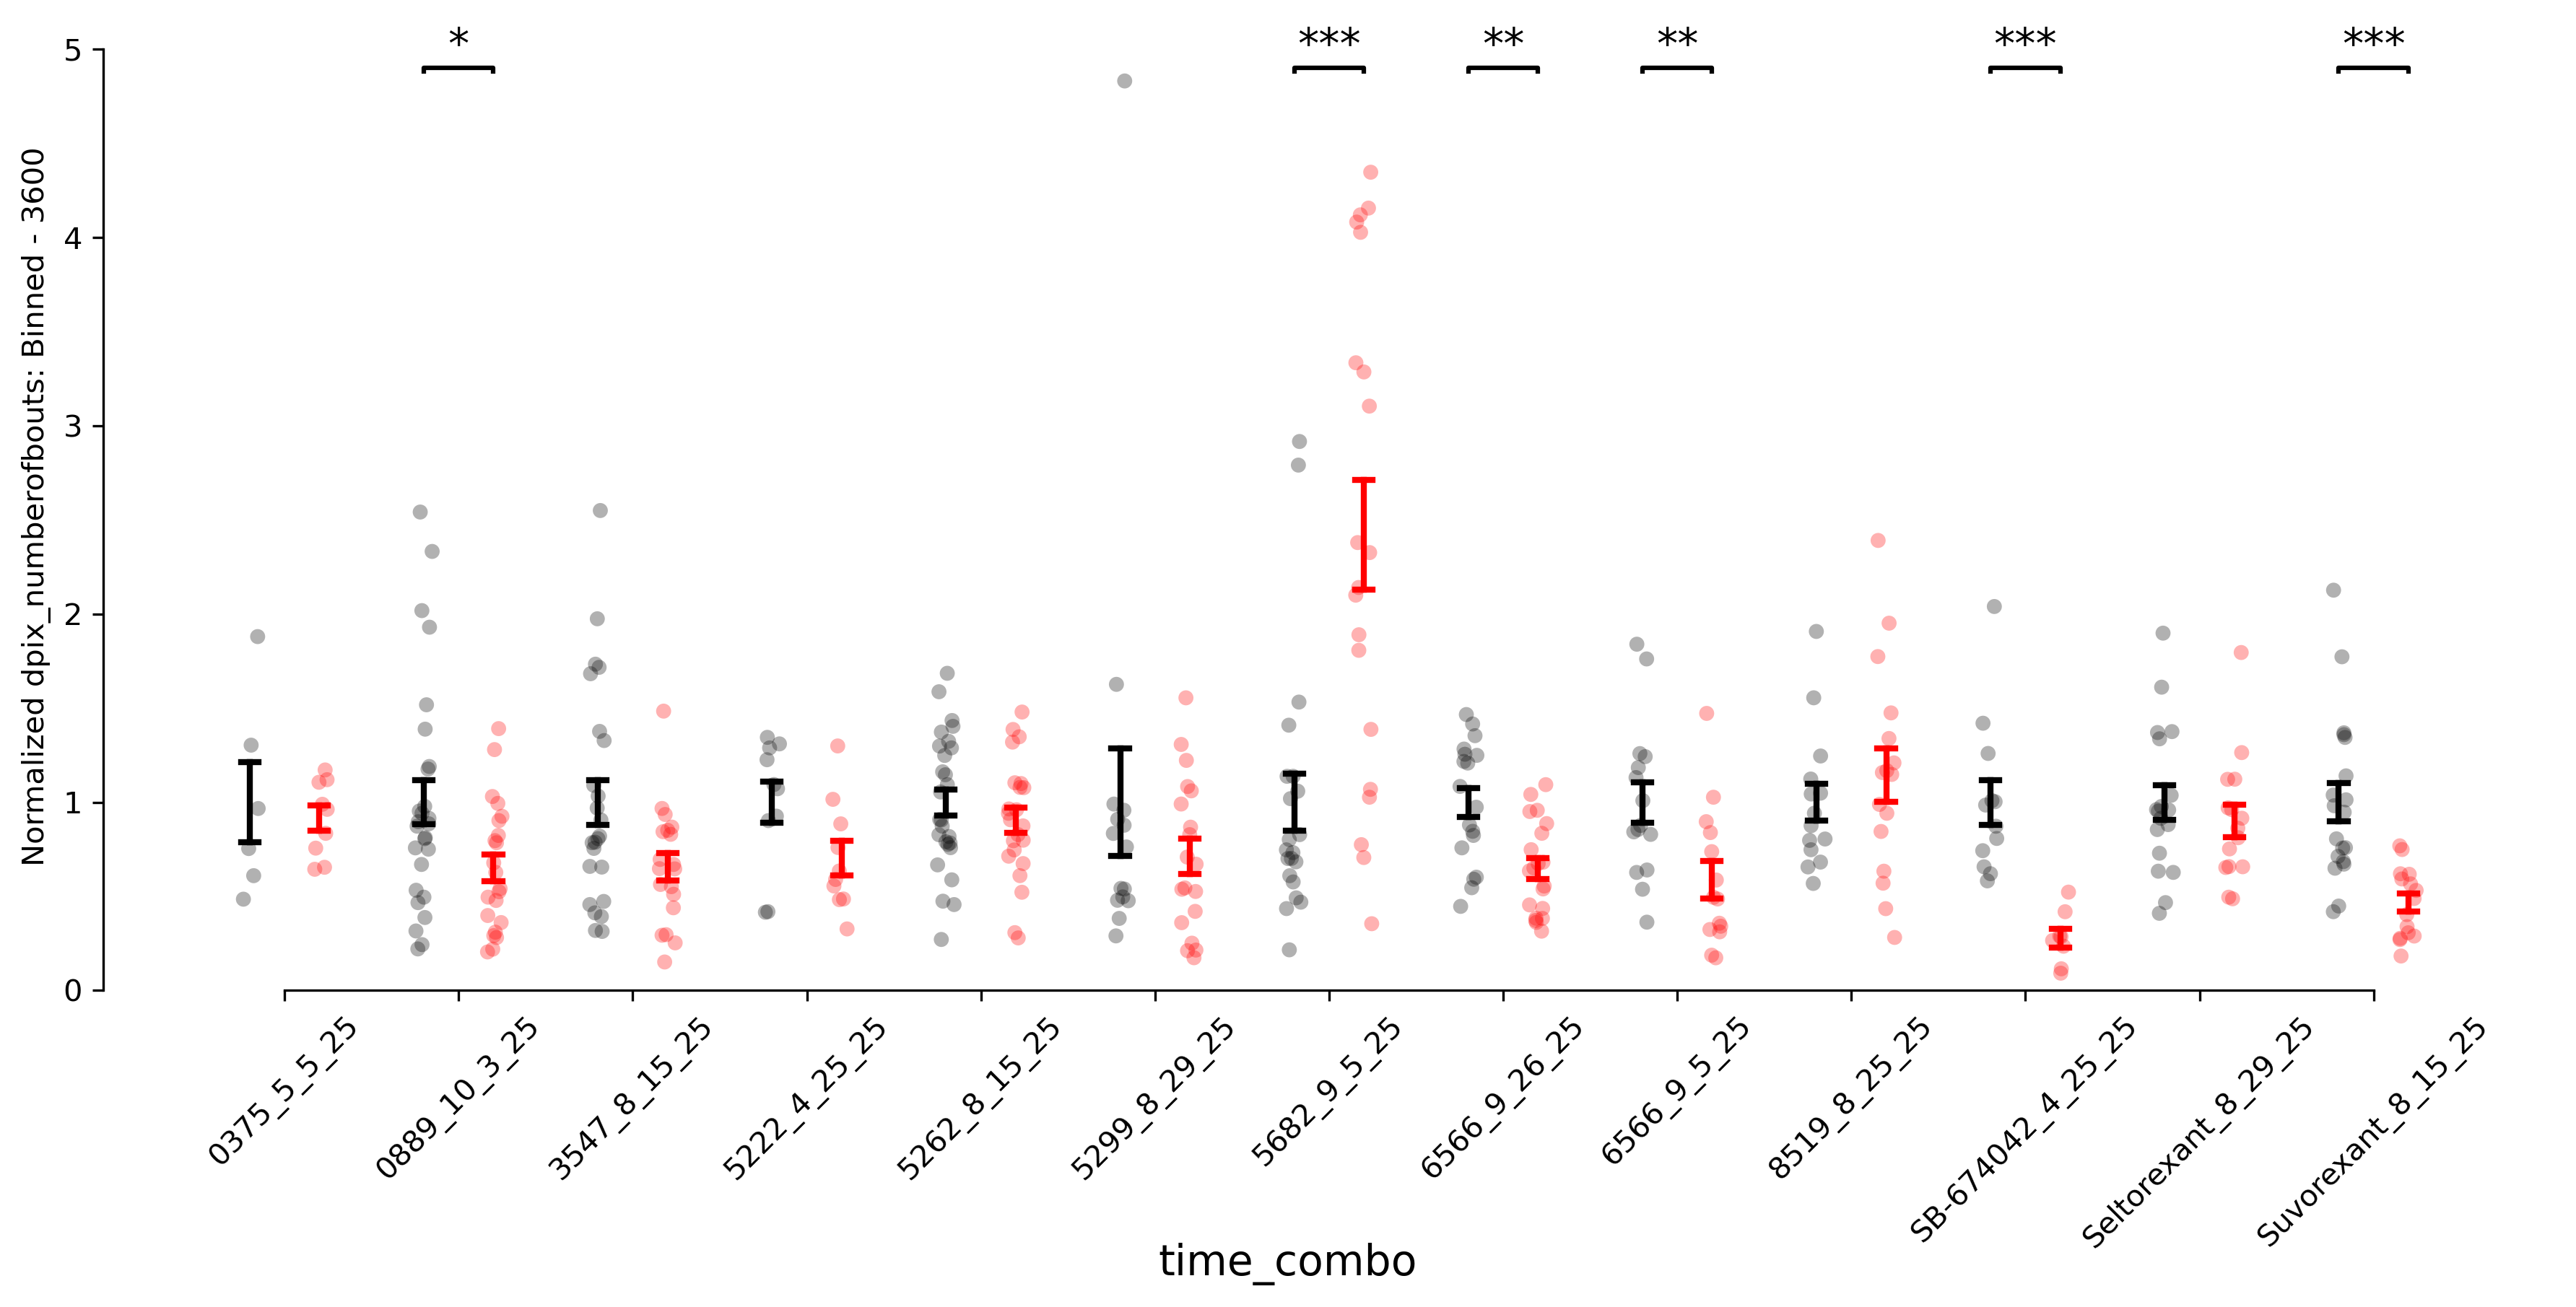 * *** ** ** *** ***
5
4
3
2
1
0
Normalized dpix_numberofbouts: Binned - 3600
0375_5_5_25
0889_10_3_25
3547_8_15_25
5222_4_25_25
5262_8_15_25
5299_8_29_25
5682_9_5_25
6566_9_26_25
6566_9_5_25
8519_8_25_25
SB-674042_4_25_25
Seltorexant_8_29_25
Suvorexant_8_15_25
time_combo